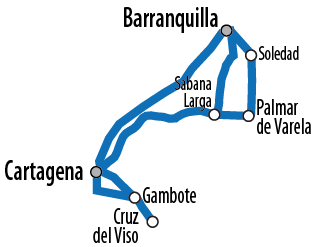 Barranquilla
Soledad
Sabana
Larga
Palmar
de Varela
Cartagena
Gambote
Cruz
del Viso